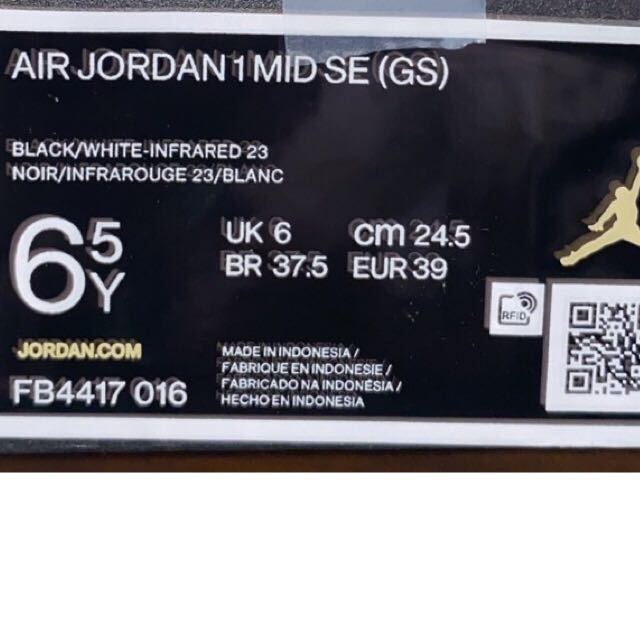 AIR JORDAN 1 MID SE (GS)
BLACK/WHITE-INFRARED 23
NOIR/INFRAROUGE 23/BLANC
6 5 Y
UK 6 cm 24.5
BR 37.5 EUR 39
RFID
JORDAN.COM
FB4417 016
MADE IN INDONESIA /
FABRIQUE EN INDONESIE /
FABRICADO NA INDONÉSIA /
HECHO EN INDONESIA